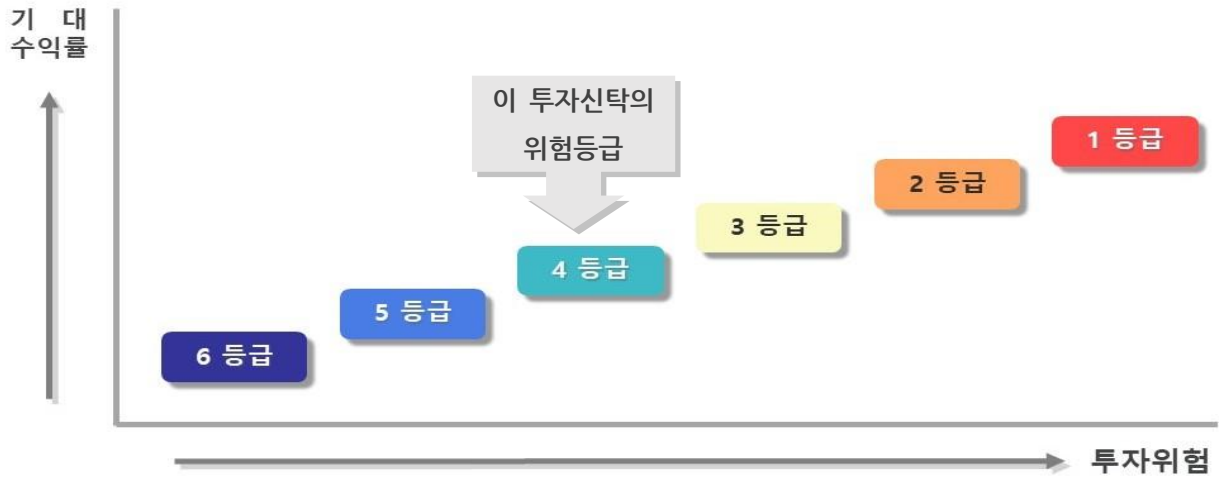 기 대
수익률
이 투자신탁의
위험등급
1 등급
2 등급
3 등급
4 등급
5 등급
6 등급
투자위험